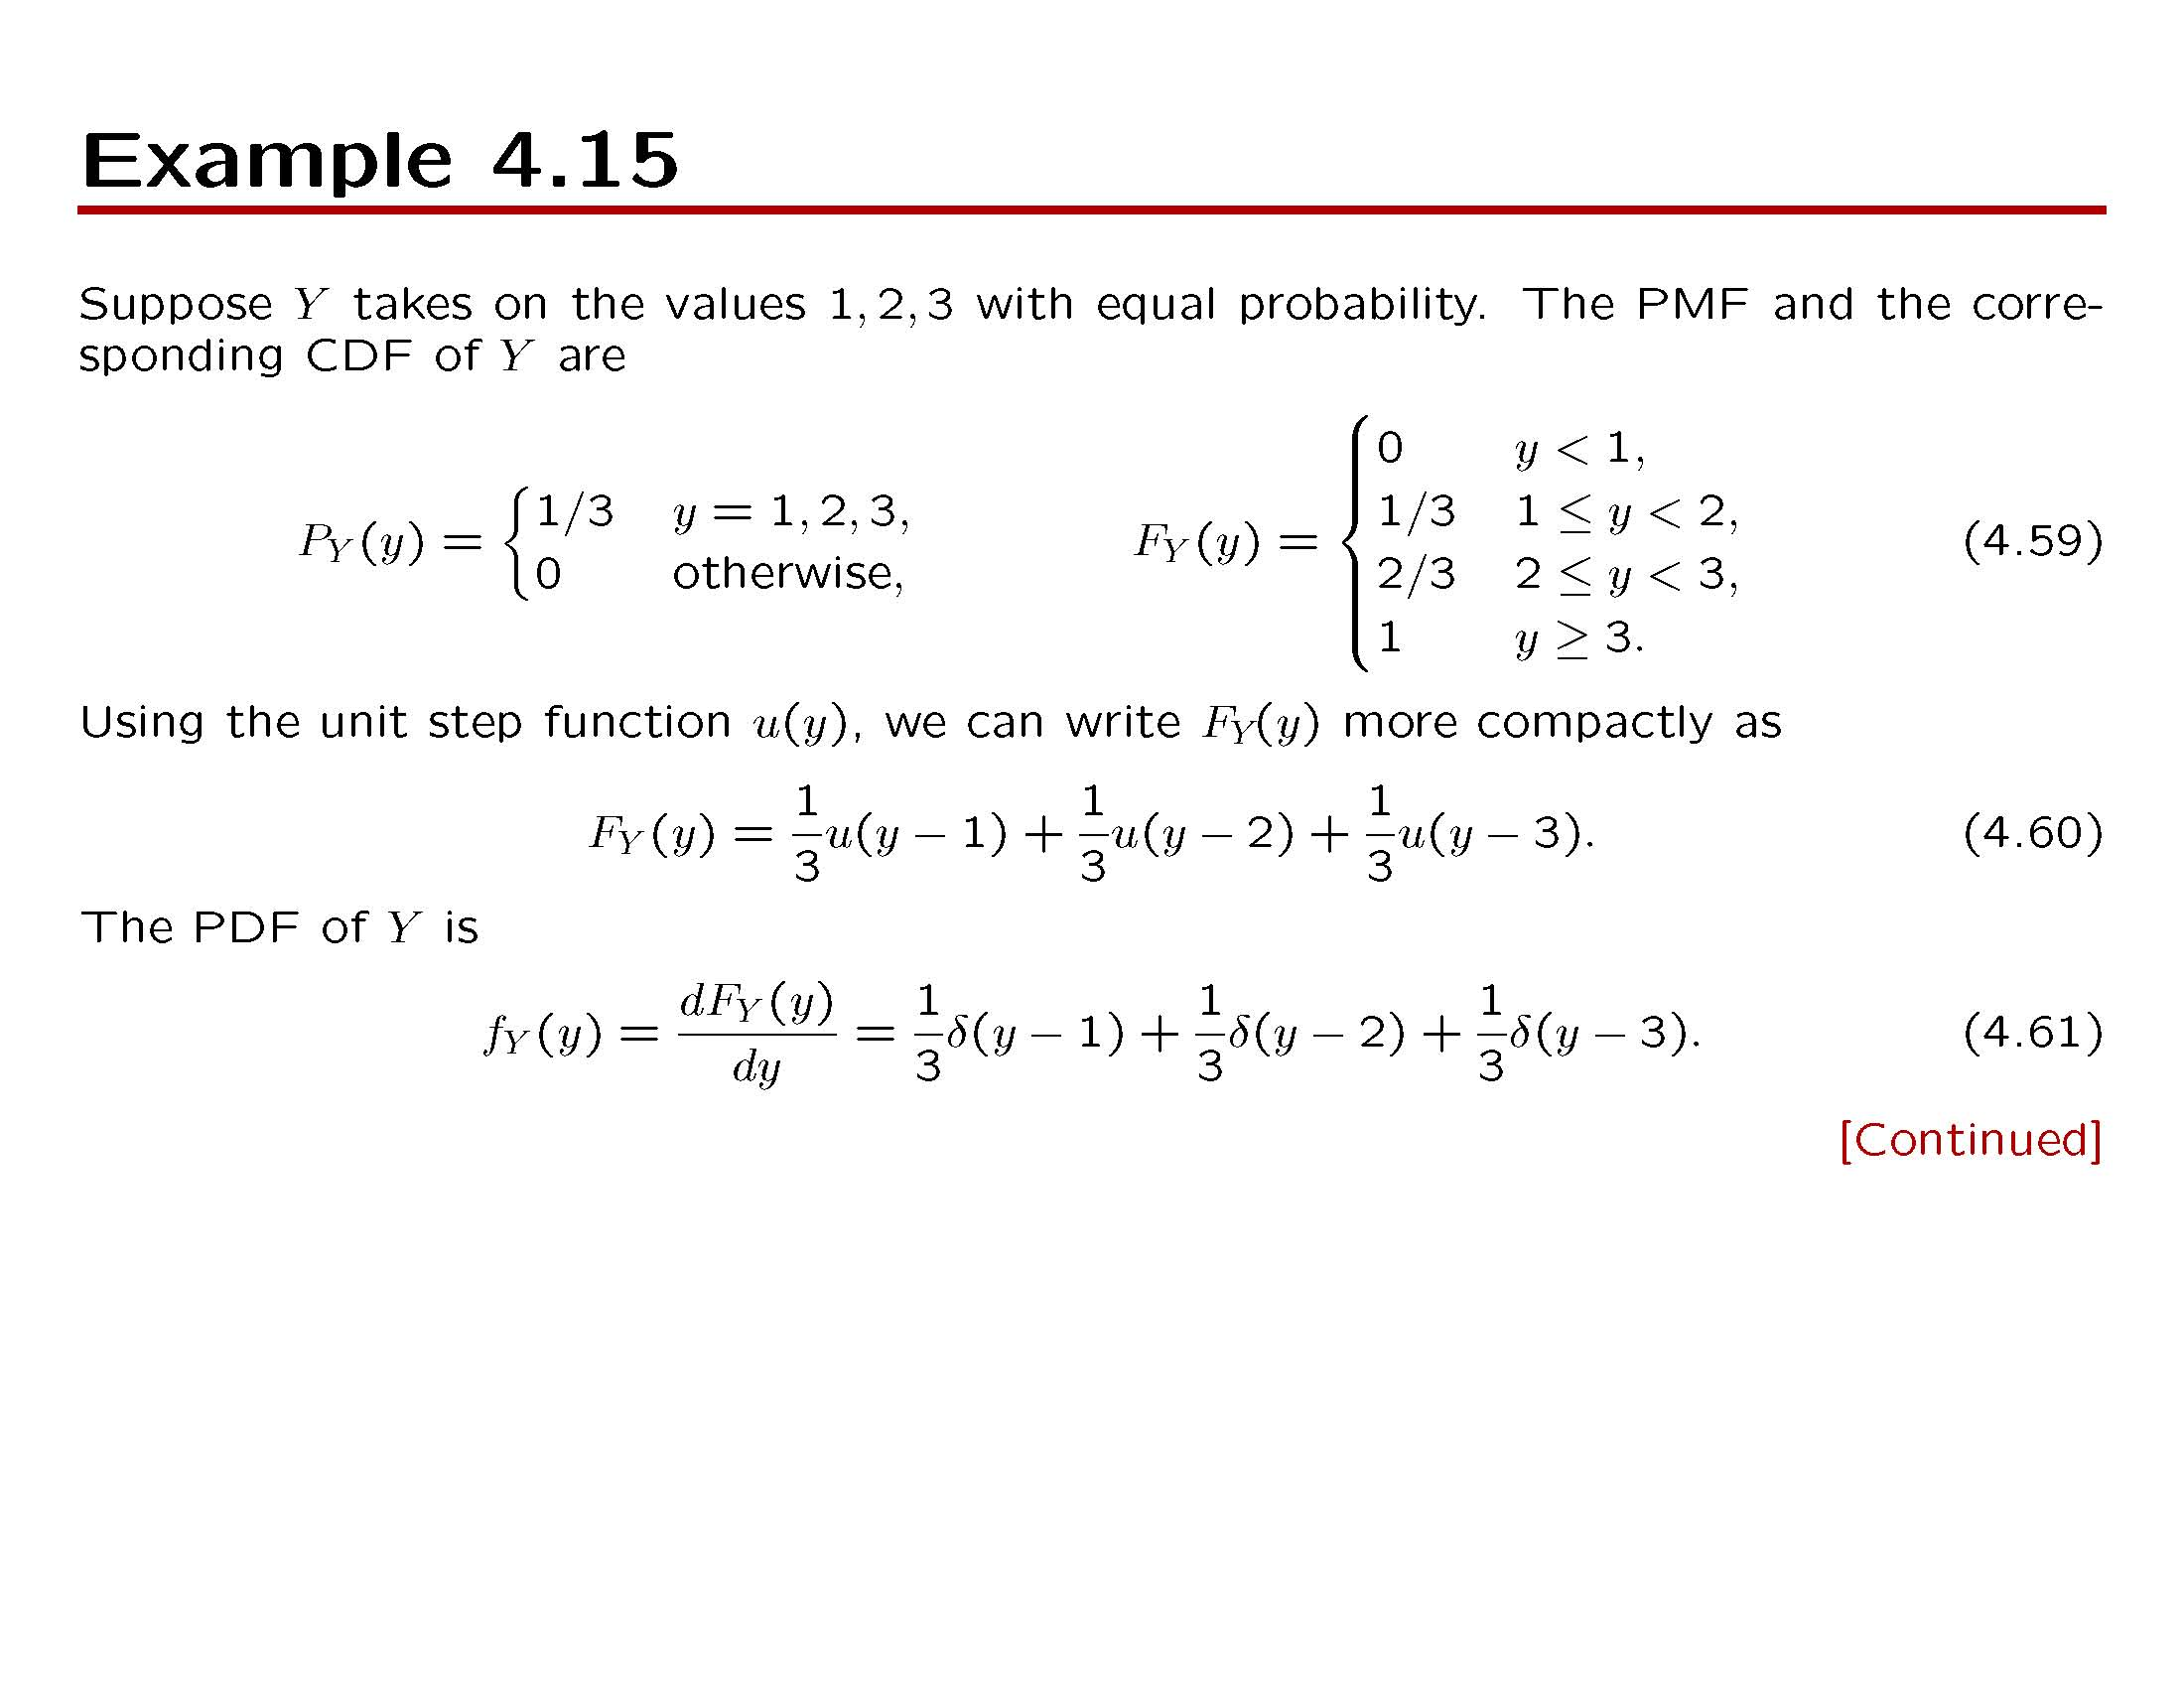 Example 4.15
Suppose Y takes on the values 1, 2, 3 with equal probability. The PMF and the corre-
sponding CDF of Y are
P_Y(y) = { 1/3 y = 1, 2, 3, 0 otherwise, F_Y(y) = { 0 y < 1, 1/3 1 ≤ y < 2, 2/3 2 ≤ y < 3, 1 y ≥ 3. (4.59)
Using the unit step function u(y), we can write F_Y(y) more compactly as
F_Y(y) = 1/3 u(y − 1) + 1/3 u(y − 2) + 1/3 u(y − 3). (4.60)
The PDF of Y is
f_Y(y) = dF_Y(y)/dy = 1/3 δ(y − 1) + 1/3 δ(y − 2) + 1/3 δ(y − 3). (4.61)
[Continued]